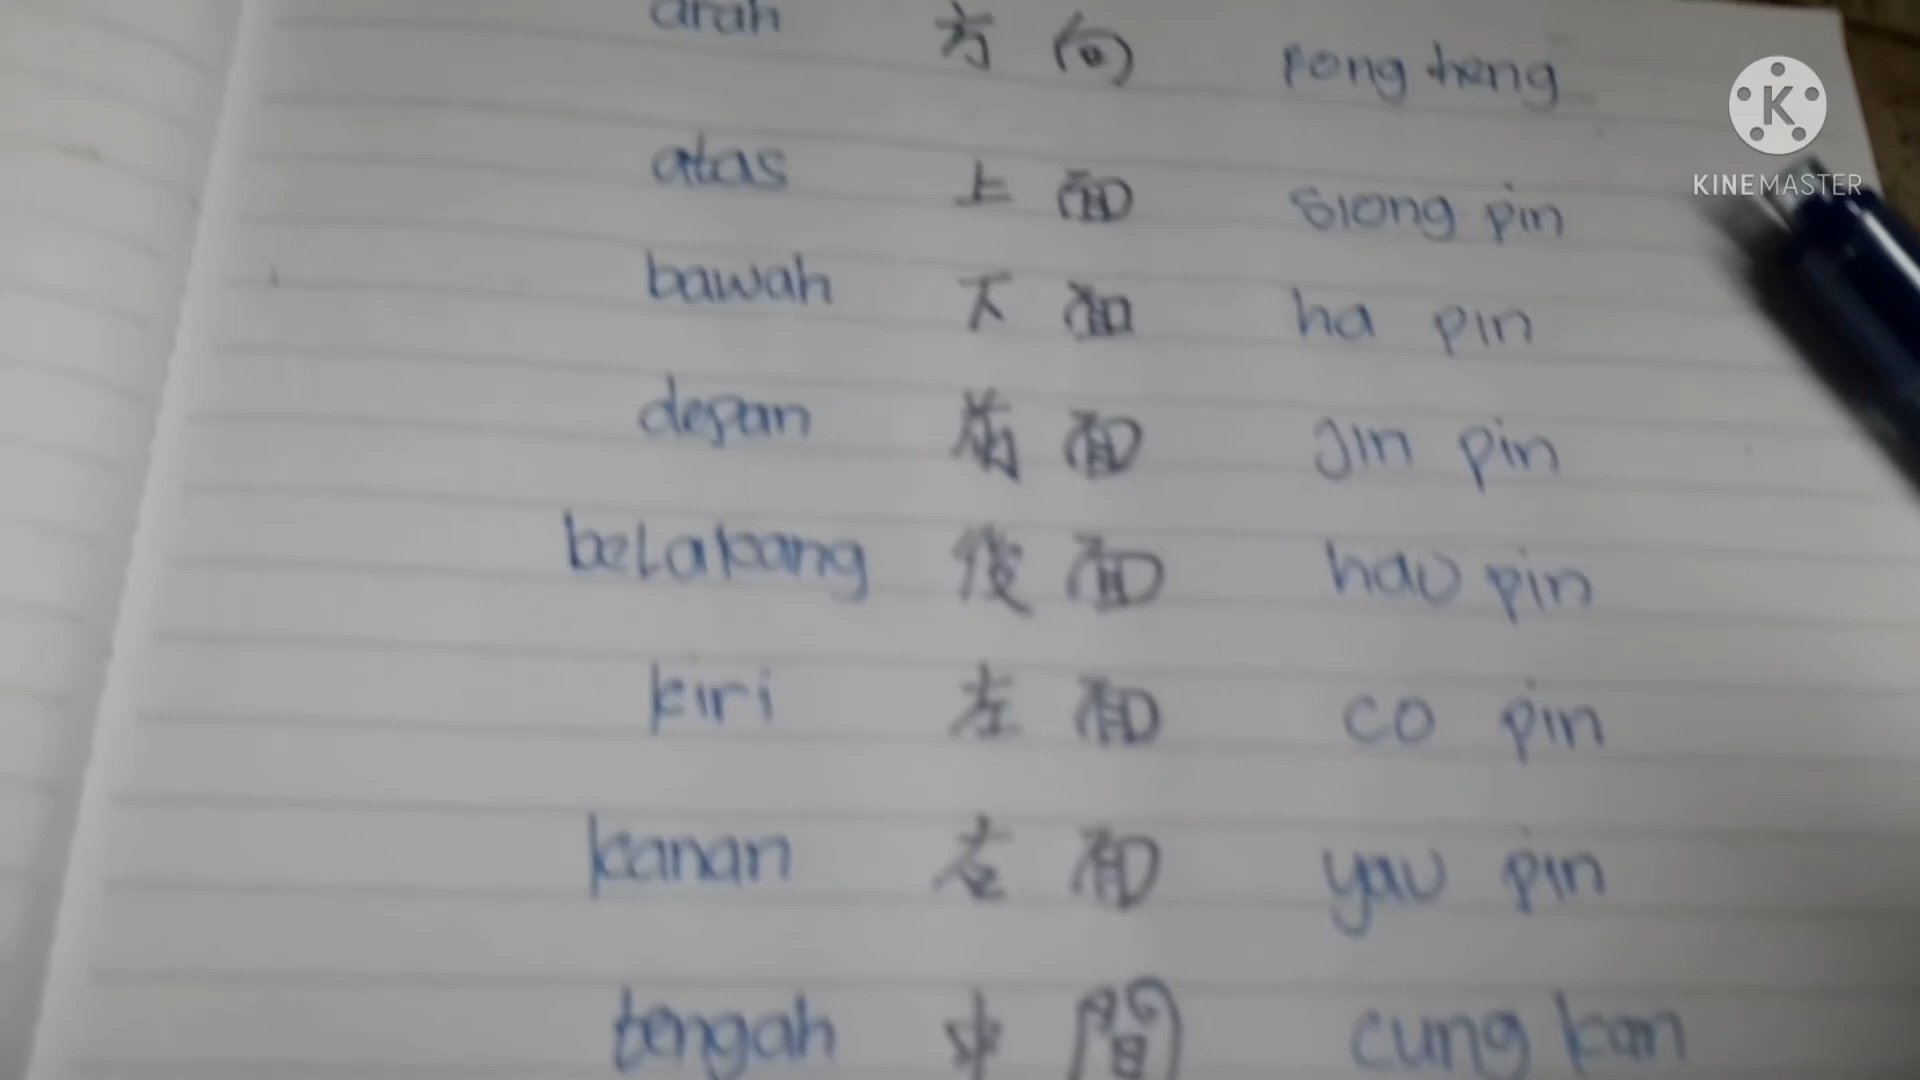 arah 方向 fong heng
K
KINEMASTER
atas 上面 siong pin
bawah 下面 ha pin
depan 前面 jin pin
belakang 後面 hau pin
kiri 左面 co pin
kanan 右面 yau pin
tengah 中間 cung kan